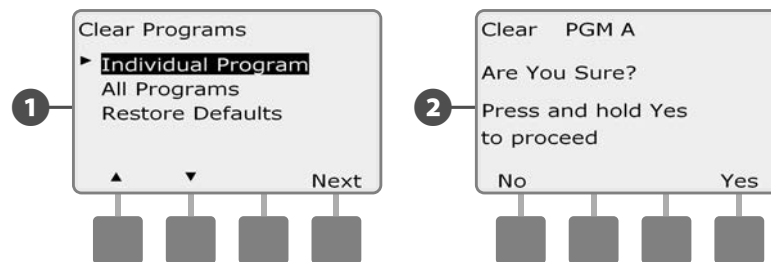 Clear Programs
► Individual Program
All Programs
Restore Defaults
▲ ▼ Next
1
Clear PGM A
Are You Sure?
Press and hold Yes
to proceed
No Yes
2